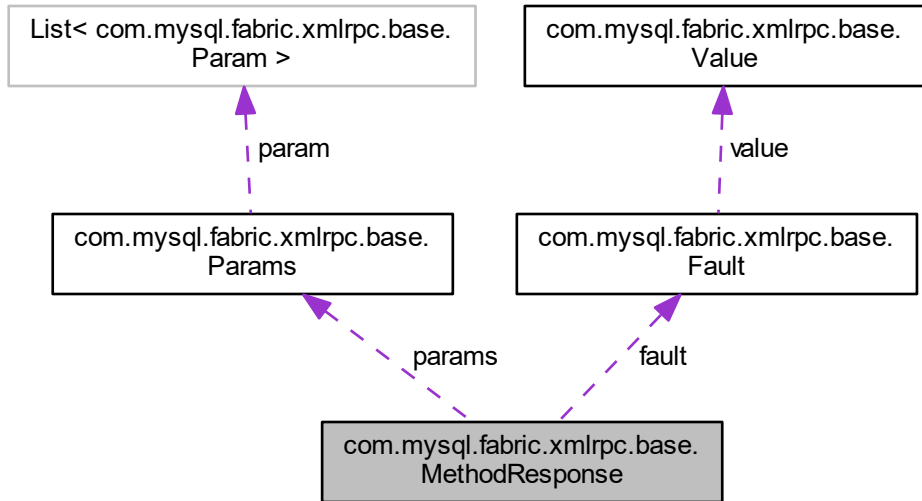 List< com.mysql.fabric.xmlrpc.base.
Param >
com.mysql.fabric.xmlrpc.base.
Value
param
value
com.mysql.fabric.xmlrpc.base.
Params
com.mysql.fabric.xmlrpc.base.
Fault
params
fault
com.mysql.fabric.xmlrpc.base.
MethodResponse